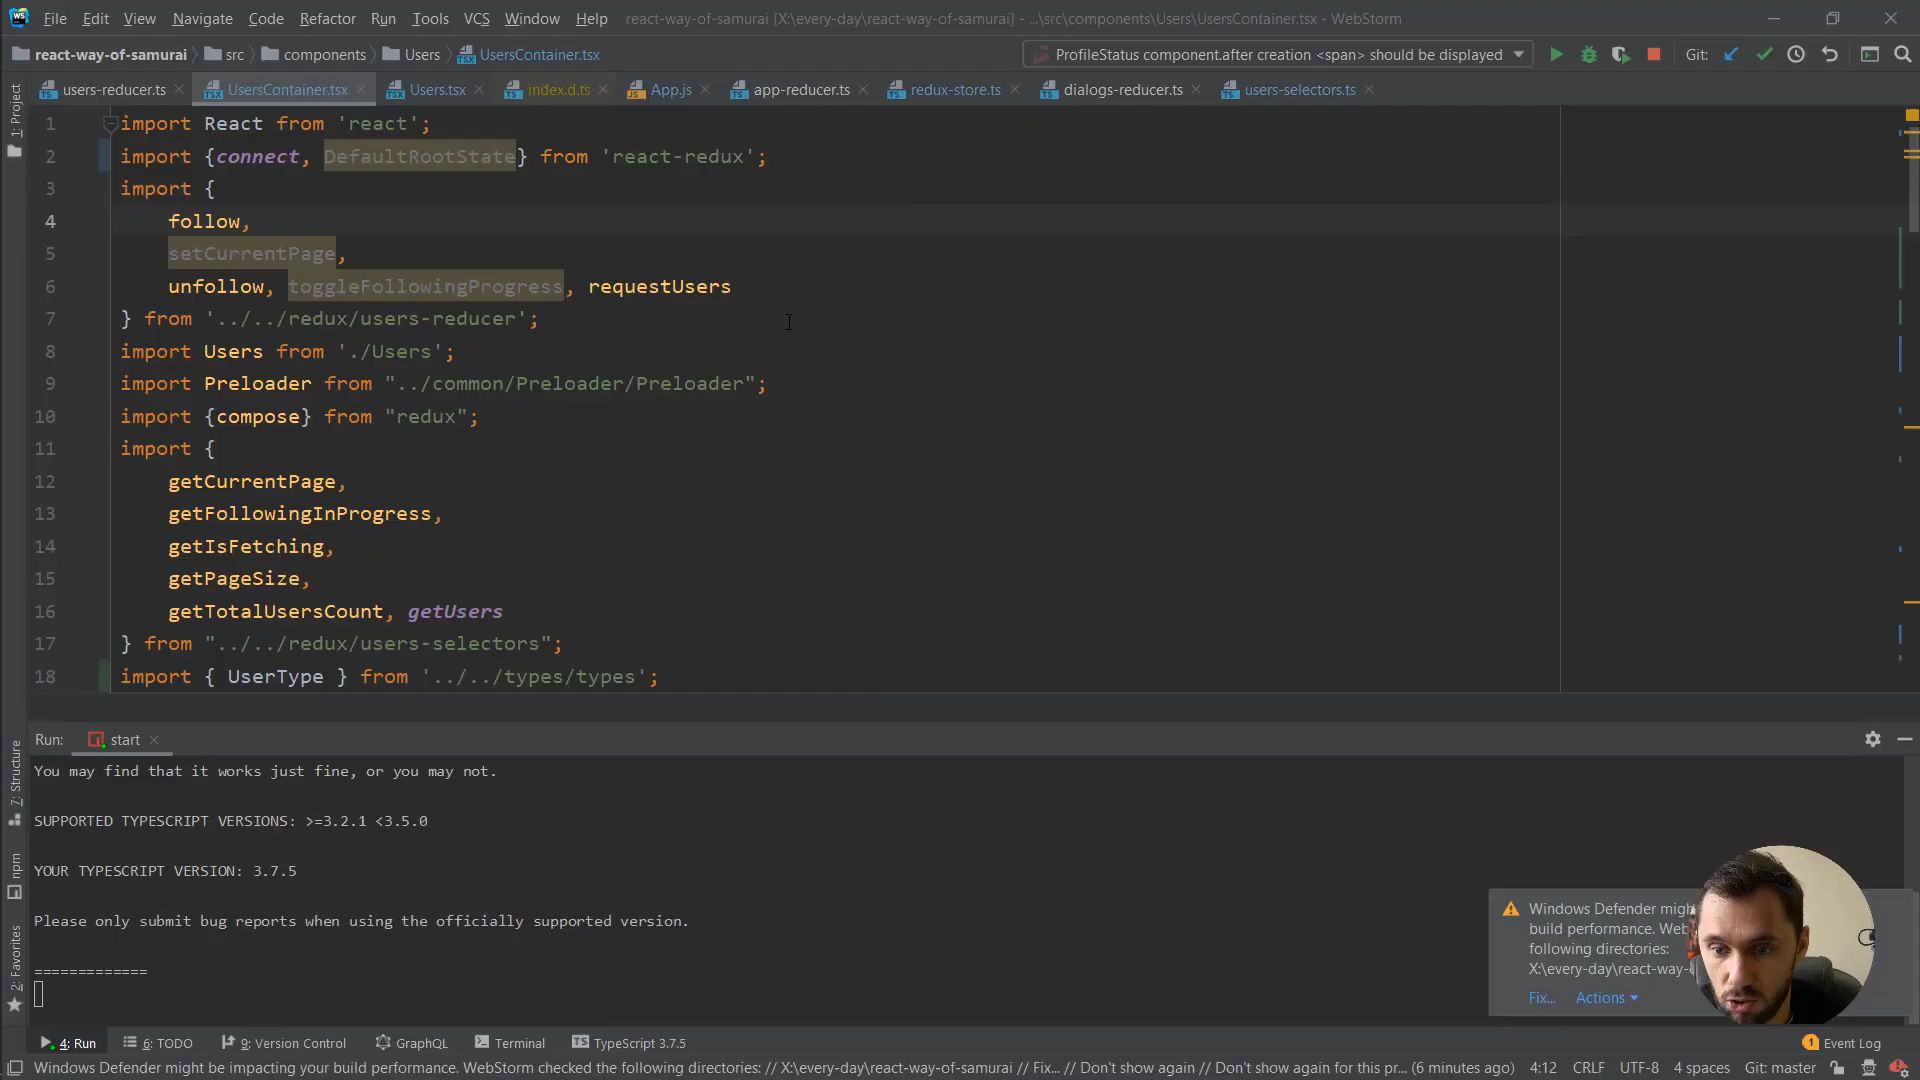 File Edit View Navigate Code Refactor Run Tools VCS Window Help react-way-of-samurai [X:\every-day\react-way-of-samurai] - ...\src\components\Users\UsersContainer.tsx - WebStorm
react-way-of-samurai src components Users UsersContainer.tsx ProfileStatus component.after creation <span> should be displayed Git:
users-reducer.ts UsersContainer.tsx Users.tsx index.d.ts App.js app-reducer.ts redux-store.ts dialogs-reducer.ts users-selectors.ts
1: Project
1 import React from 'react';
2 import {connect, DefaultRootState} from 'react-redux';
3 import {
4 follow,
5 setCurrentPage,
6 unfollow, toggleFollowingProgress, requestUsers
7 } from '../../redux/users-reducer';
8 import Users from './Users';
9 import Preloader from "../common/Preloader/Preloader";
10 import {compose} from "redux";
11 import {
12 getCurrentPage,
13 getFollowingInProgress,
14 getIsFetching,
15 getPageSize,
16 getTotalUsersCount, getUsers
17 } from "../../redux/users-selectors";
18 import { UserType } from '../../types/types';
Run: start
7: Structure
npm
2: Favorites
You may find that it works just fine, or you may not.
SUPPORTED TYPESCRIPT VERSIONS: >=3.2.1 <3.5.0
YOUR TYPESCRIPT VERSION: 3.7.5
Please only submit bug reports when using the officially supported version.
=============
Windows Defender
build performance.
following directories:
X:\every-day\react-way-
Fix... Actions
4: Run 6: TODO 9: Version Control GraphQL Terminal TypeScript 3.7.5 1 Event Log
Windows Defender might be impacting your build performance. WebStorm checked the following directories: // X:\every-day\react-way-of-samurai // Fix... // Don't show again // Don't show again for this pr... (6 minutes ago) 4:12 CRLF UTF-8 4 spaces Git: master